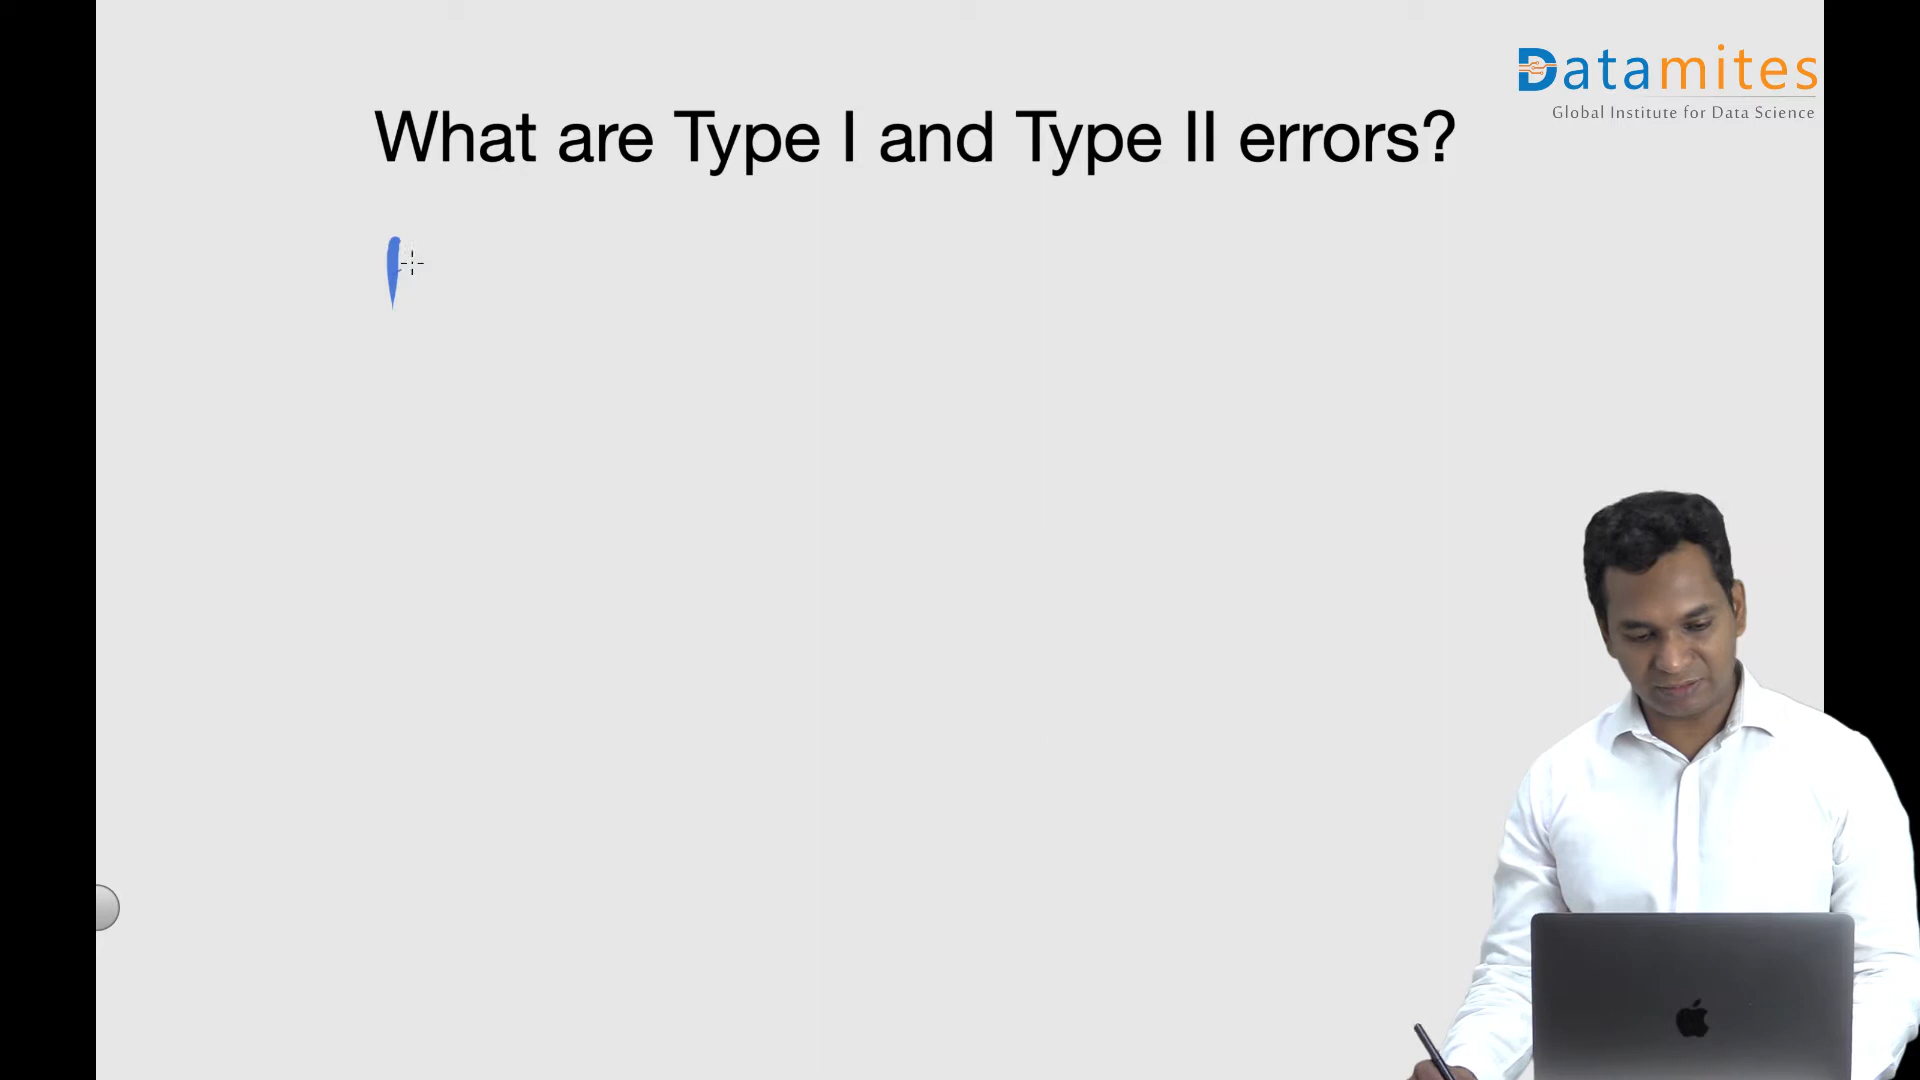 Datamites
Global Institute for Data Science
What are Type I and Type II errors?